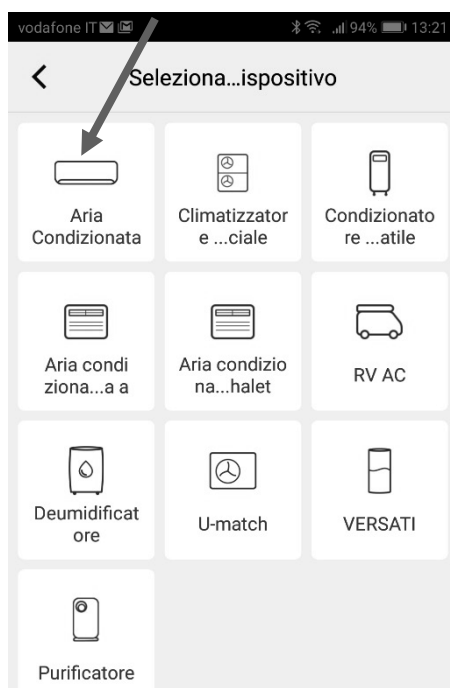 vodafone IT 94% 13:21
Seleziona...ispositivo
Aria
Condizionata
Climatizzator
e ...ciale
Condizionato
re ...atile
Aria condi
ziona...a a
Aria condizio
na...halet
RV AC
Deumidificat
ore
U-match
VERSATI
Purificatore